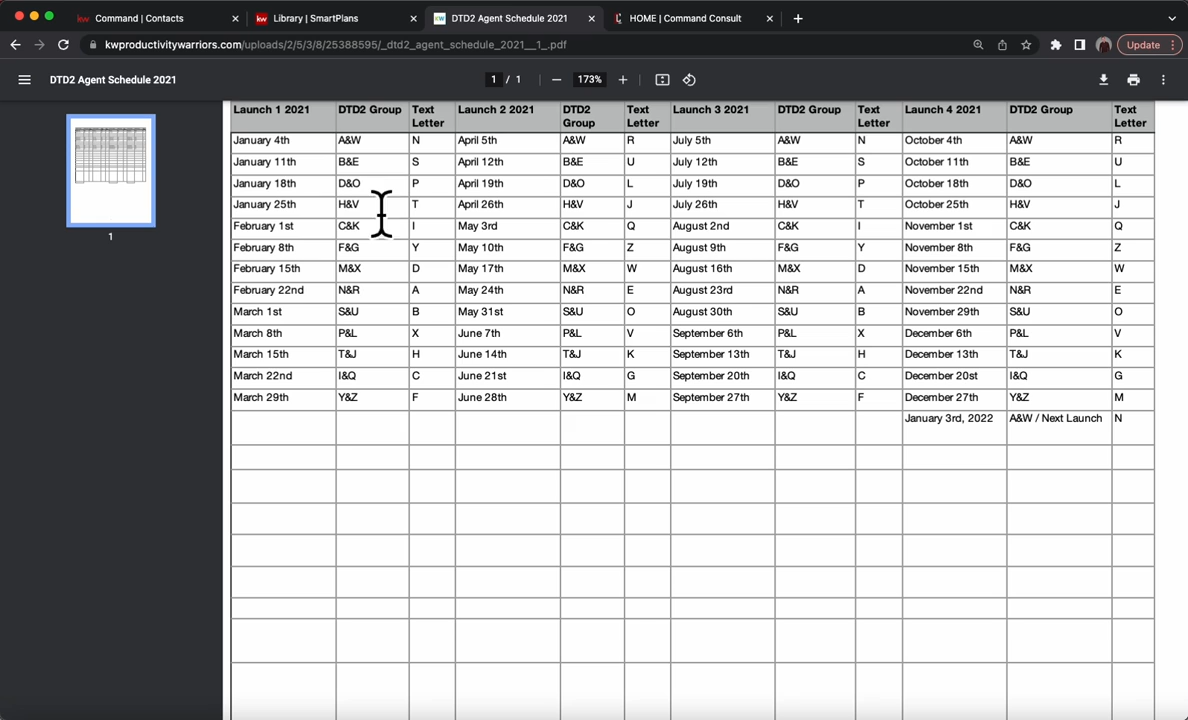 Command | Contacts
Library | SmartPlans
DTD2 Agent Schedule 2021
HOME | Command Consult
kwproductivitywarriors.com/uploads/2/5/3/8/25388595/_dtd2_agent_schedule_2021__1_.pdf
Update
DTD2 Agent Schedule 2021
1 / 1
173%
1
Launch 1 2021 DTD2 Group Text Letter Launch 2 2021 DTD2 Group Text Letter Launch 3 2021 DTD2 Group Text Letter Launch 4 2021 DTD2 Group Text Letter
January 4th A&W N April 5th A&W R July 5th A&W N October 4th A&W R
January 11th B&E S April 12th B&E U July 12th B&E S October 11th B&E U
January 18th D&O P April 19th D&O L July 19th D&O P October 18th D&O L
January 25th H&V T April 26th H&V J July 26th H&V T October 25th H&V J
February 1st C&K I May 3rd C&K Q August 2nd C&K I November 1st C&K Q
February 8th F&G Y May 10th F&G Z August 9th F&G Y November 8th F&G Z
February 15th M&X D May 17th M&X W August 16th M&X D November 15th M&X W
February 22nd N&R A May 24th N&R E August 23rd N&R A November 22nd N&R E
March 1st S&U B May 31st S&U O August 30th S&U B November 29th S&U O
March 8th P&L X June 7th P&L V September 6th P&L X December 6th P&L V
March 15th T&J H June 14th T&J K September 13th T&J H December 13th T&J K
March 22nd I&Q C June 21st I&Q G September 20th I&Q C December 20st I&Q G
March 29th Y&Z F June 28th Y&Z M September 27th Y&Z F December 27th Y&Z M
January 3rd, 2022 A&W / Next Launch N